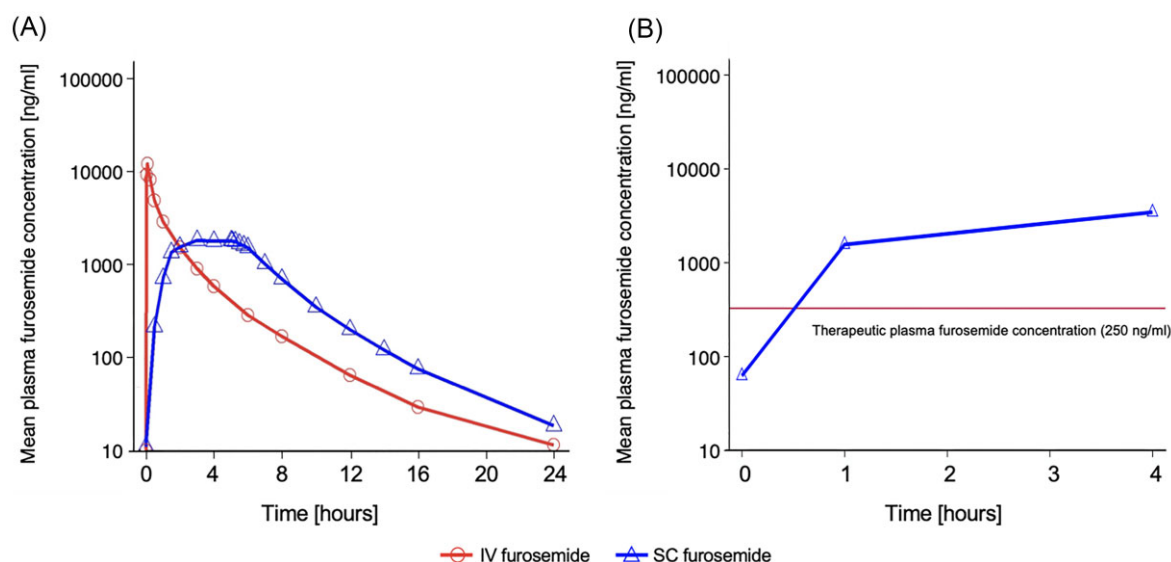 (A)
Mean plasma furosemide concentration [ng/ml]
100000
10000
1000
100
10
0 4 8 12 16 20 24
Time [hours]
(B)
Mean plasma furosemide concentration [ng/ml]
100000
10000
1000
100
10
Therapeutic plasma furosemide concentration (250 ng/ml)
0 1 2 3 4
Time [hours]
IV furosemide SC furosemide